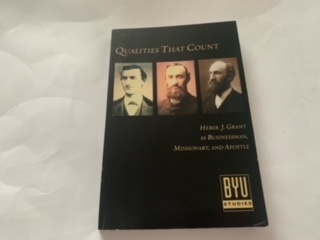 QUALITIES THAT COUNT
HEBER J. GRANT
AS BUSINESSMAN,
MISSIONARY, AND APOSTLE
BYU
STUDIES